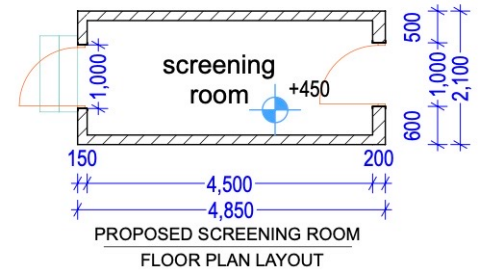 500
1,000
2,100
600
1,000
screening
room
+450
150
200
4,500
4,850
PROPOSED SCREENING ROOM
FLOOR PLAN LAYOUT